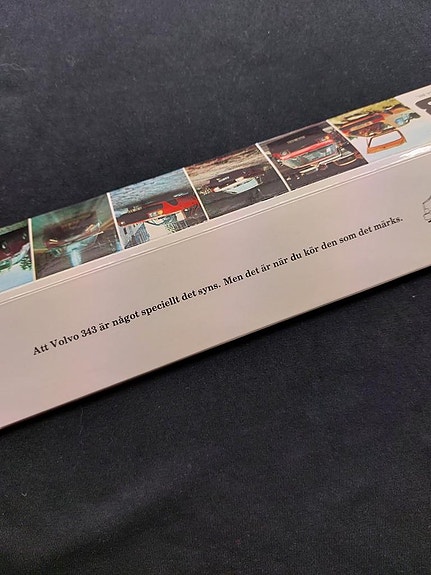 Att Volvo 343 är något speciellt det syns. Men det är när du kör den som det märks.